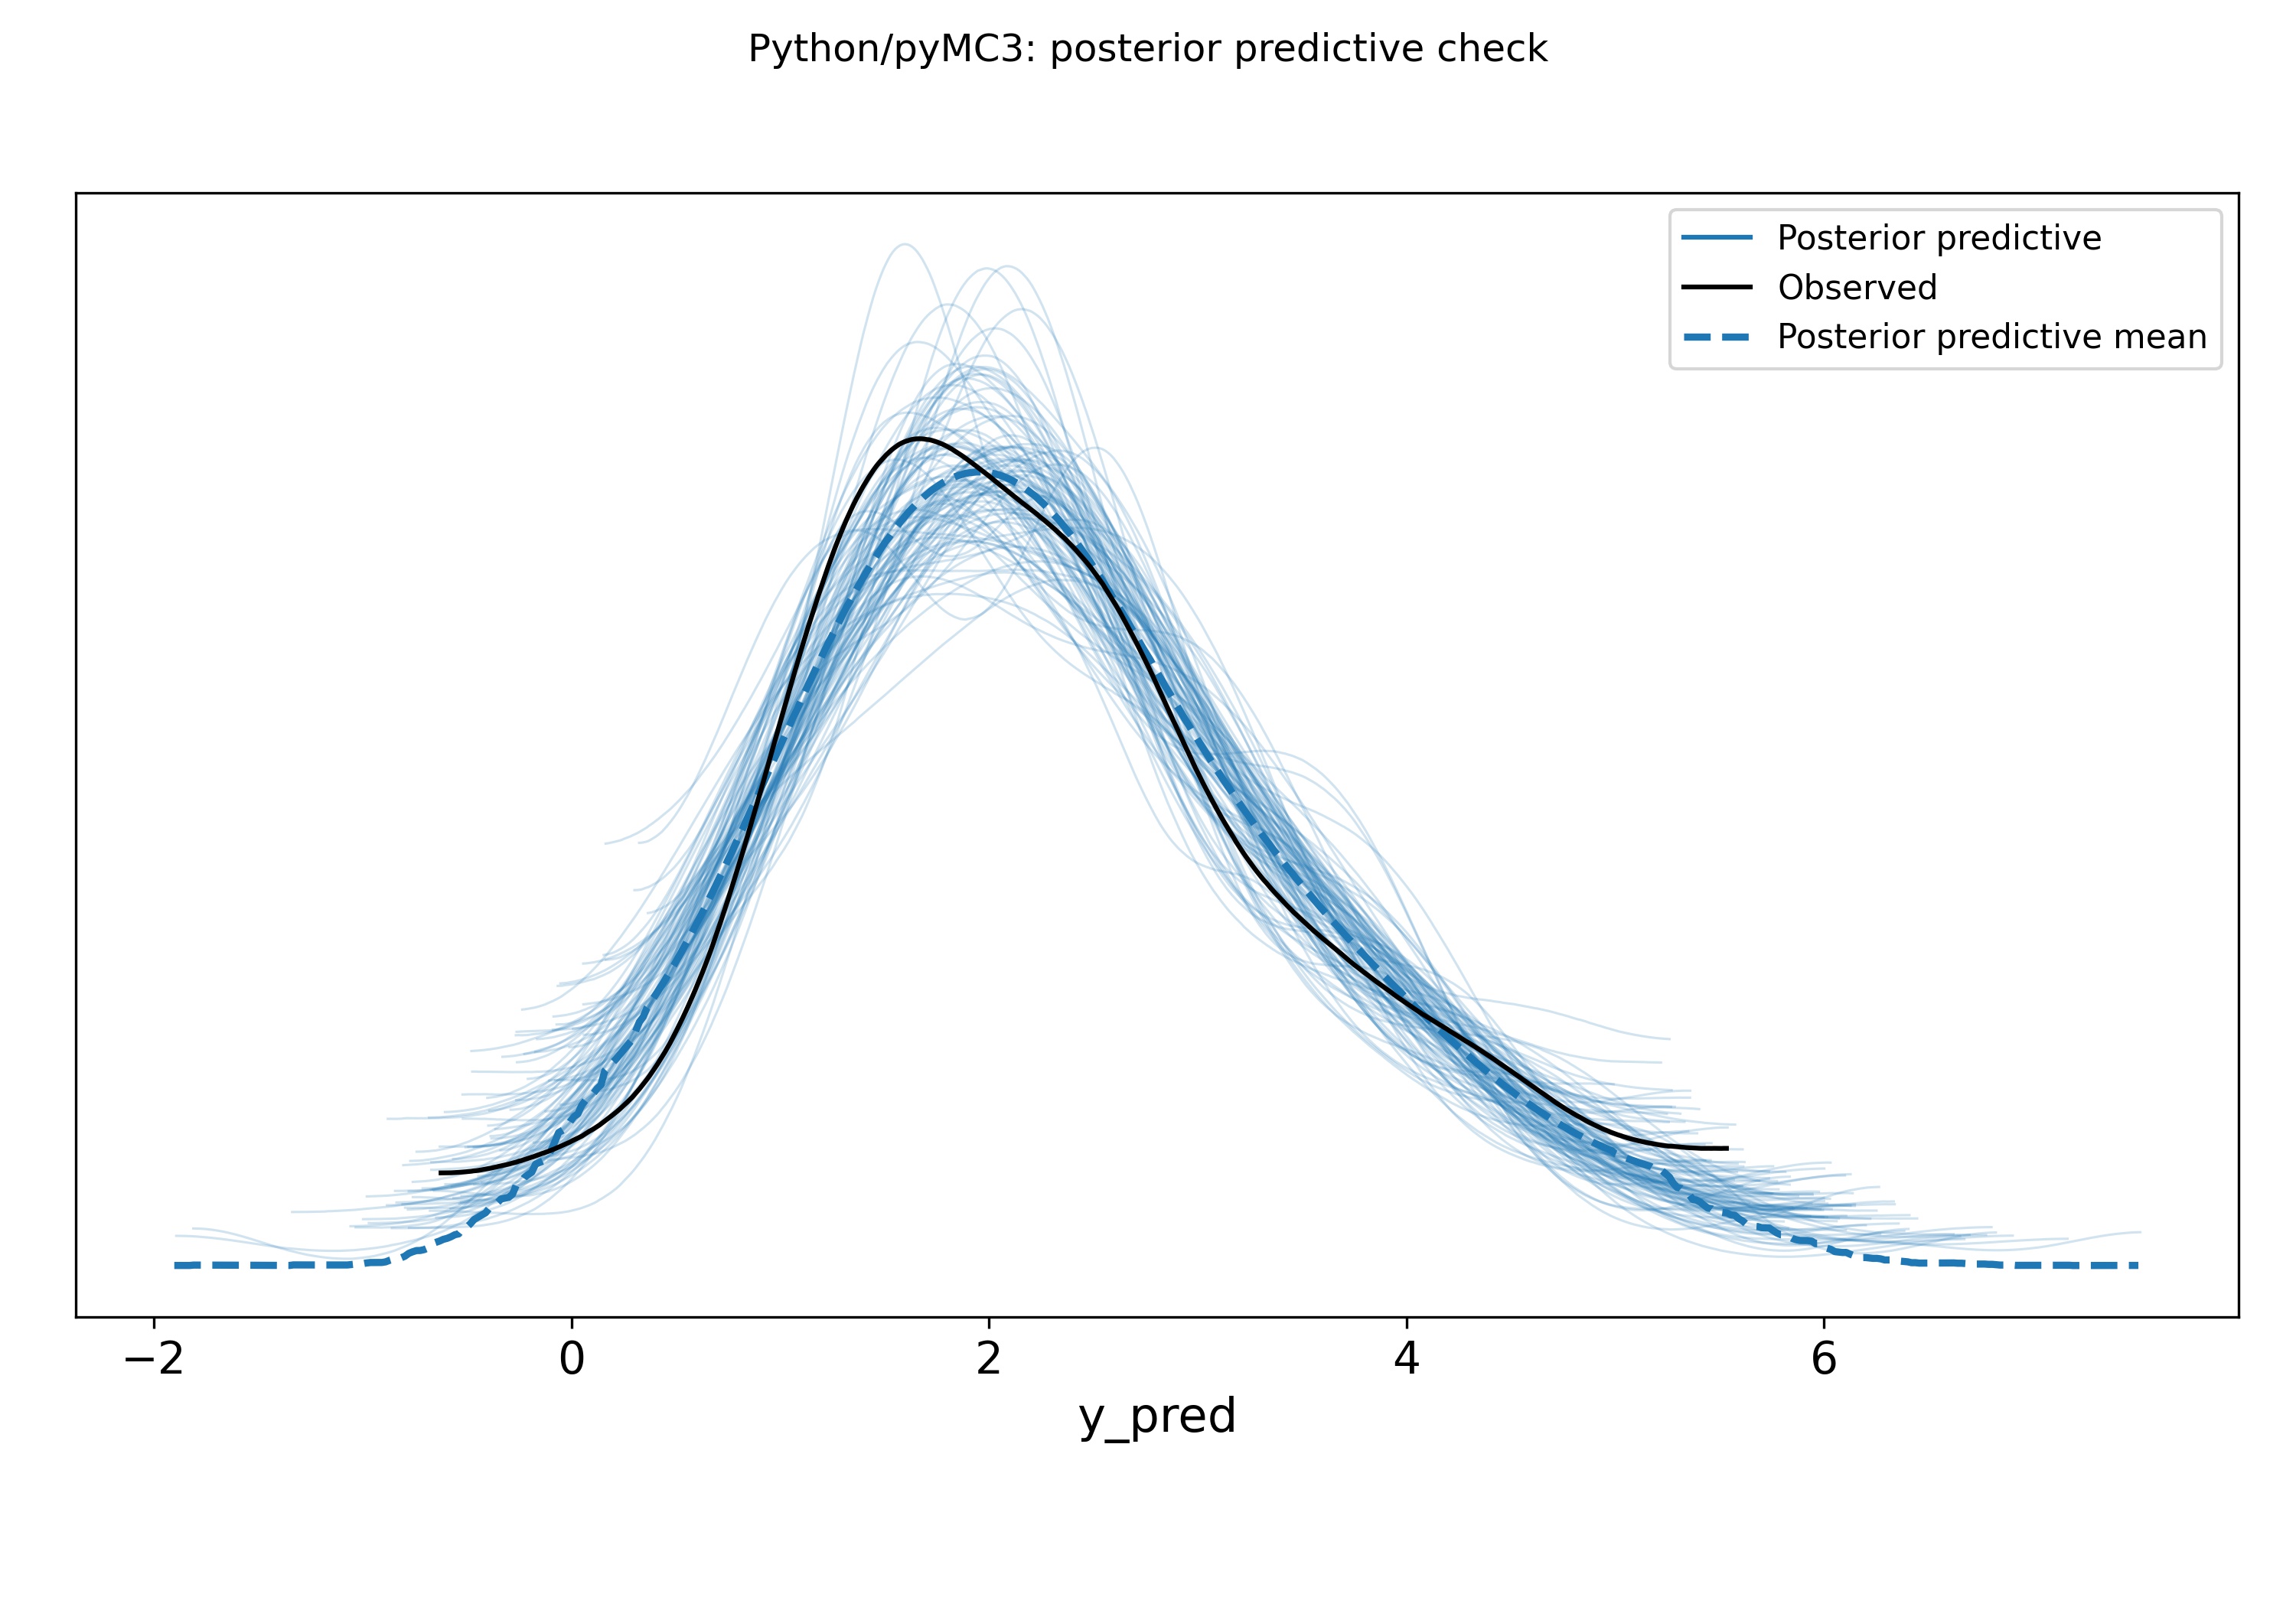 Python/pyMC3: posterior predictive check
Posterior predictive
Observed
Posterior predictive mean
−2 0 2 4 6
y_pred